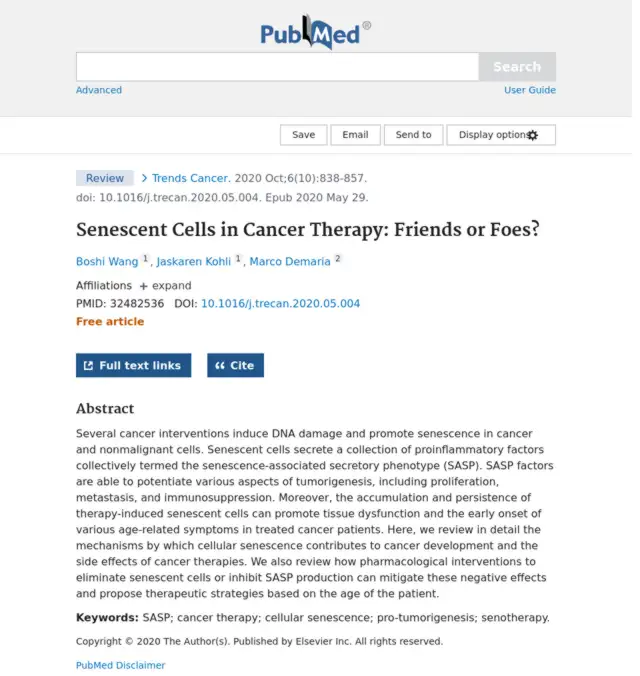 PubMed®
Search
Advanced
User Guide
Save
Email
Send to
Display options
Review
Trends Cancer. 2020 Oct;6(10):838-857.
doi: 10.1016/j.trecan.2020.05.004. Epub 2020 May 29.
Senescent Cells in Cancer Therapy: Friends or Foes?
Boshi Wang 1, Jaskaren Kohli 1, Marco Demaria 2
Affiliations + expand
PMID: 32482536 DOI: 10.1016/j.trecan.2020.05.004
Free article
Full text links
Cite
Abstract
Several cancer interventions induce DNA damage and promote senescence in cancer
and nonmalignant cells. Senescent cells secrete a collection of proinflammatory factors
collectively termed the senescence-associated secretory phenotype (SASP). SASP factors
are able to potentiate various aspects of tumorigenesis, including proliferation,
metastasis, and immunosuppression. Moreover, the accumulation and persistence of
therapy-induced senescent cells can promote tissue dysfunction and the early onset of
various age-related symptoms in treated cancer patients. Here, we review in detail the
mechanisms by which cellular senescence contributes to cancer development and the
side effects of cancer therapies. We also review how pharmacological interventions to
eliminate senescent cells or inhibit SASP production can mitigate these negative effects
and propose therapeutic strategies based on the age of the patient.
Keywords: SASP; cancer therapy; cellular senescence; pro-tumorigenesis; senotherapy.
Copyright © 2020 The Author(s). Published by Elsevier Inc. All rights reserved.
PubMed Disclaimer